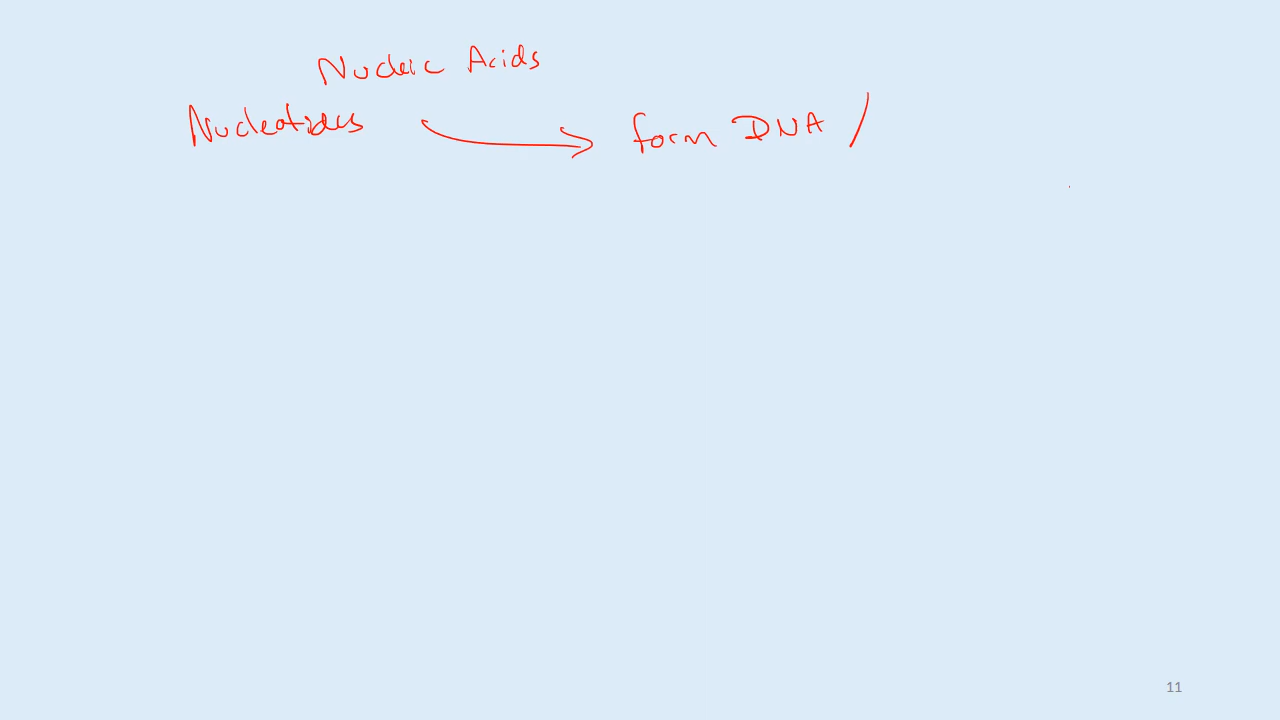 Nucleic Acids
Nucleotides → form DNA /
11